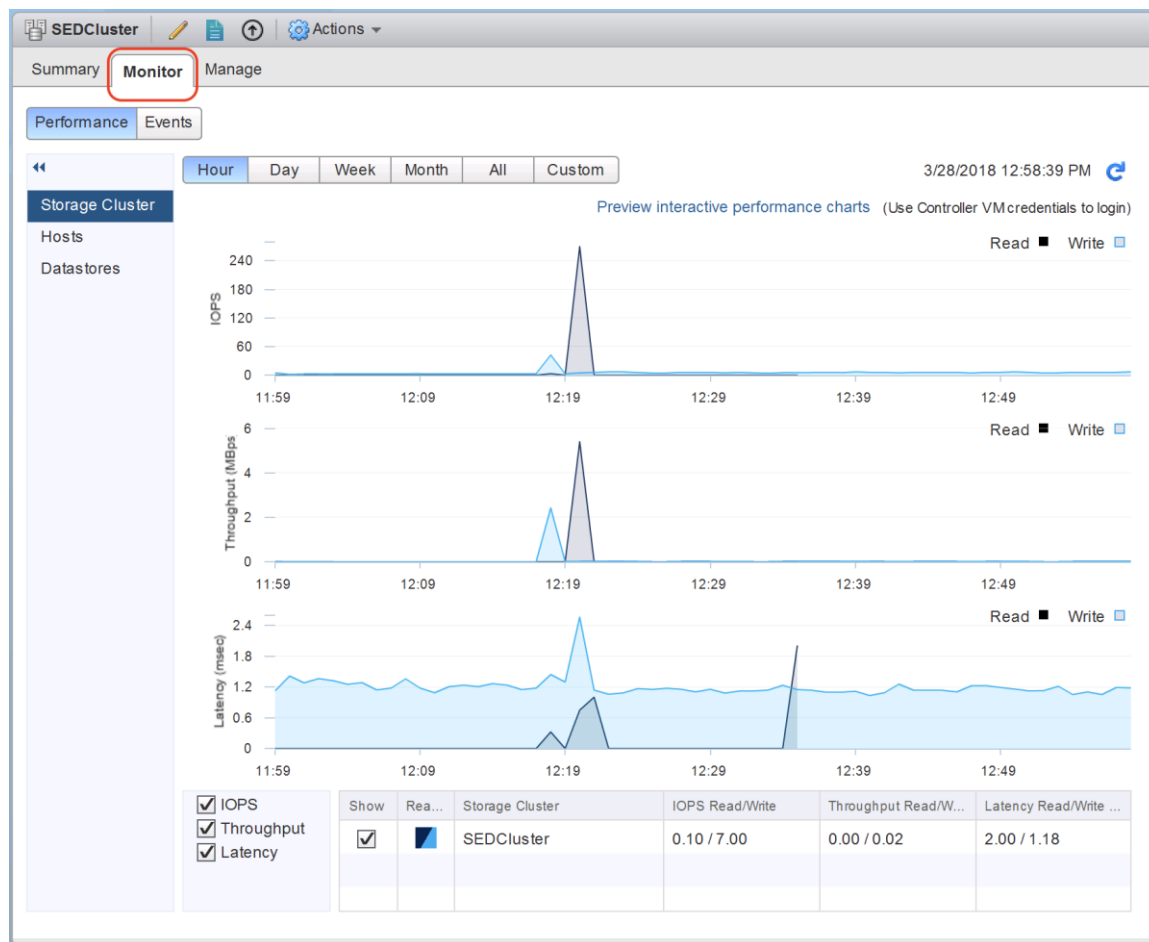 SEDCluster Actions
Summary Monitor Manage
Performance Events
Hour Day Week Month All Custom 3/28/2018 12:58:39 PM
Storage Cluster
Hosts
Datastores
Preview interactive performance charts (Use Controller VM credentials to login)
Read Write
IOPS
240
180
120
60
0
11:59 12:09 12:19 12:29 12:39 12:49
Read Write
Throughput (MBps
6
4
2
0
11:59 12:09 12:19 12:29 12:39 12:49
Read Write
Latency (msec)
2.4
1.8
1.2
0.6
0
11:59 12:09 12:19 12:29 12:39 12:49
IOPS
Throughput
Latency
Show Rea... Storage Cluster IOPS Read/Write Throughput Read/W... Latency Read/Write ...
SEDCluster 0.10 / 7.00 0.00 / 0.02 2.00 / 1.18